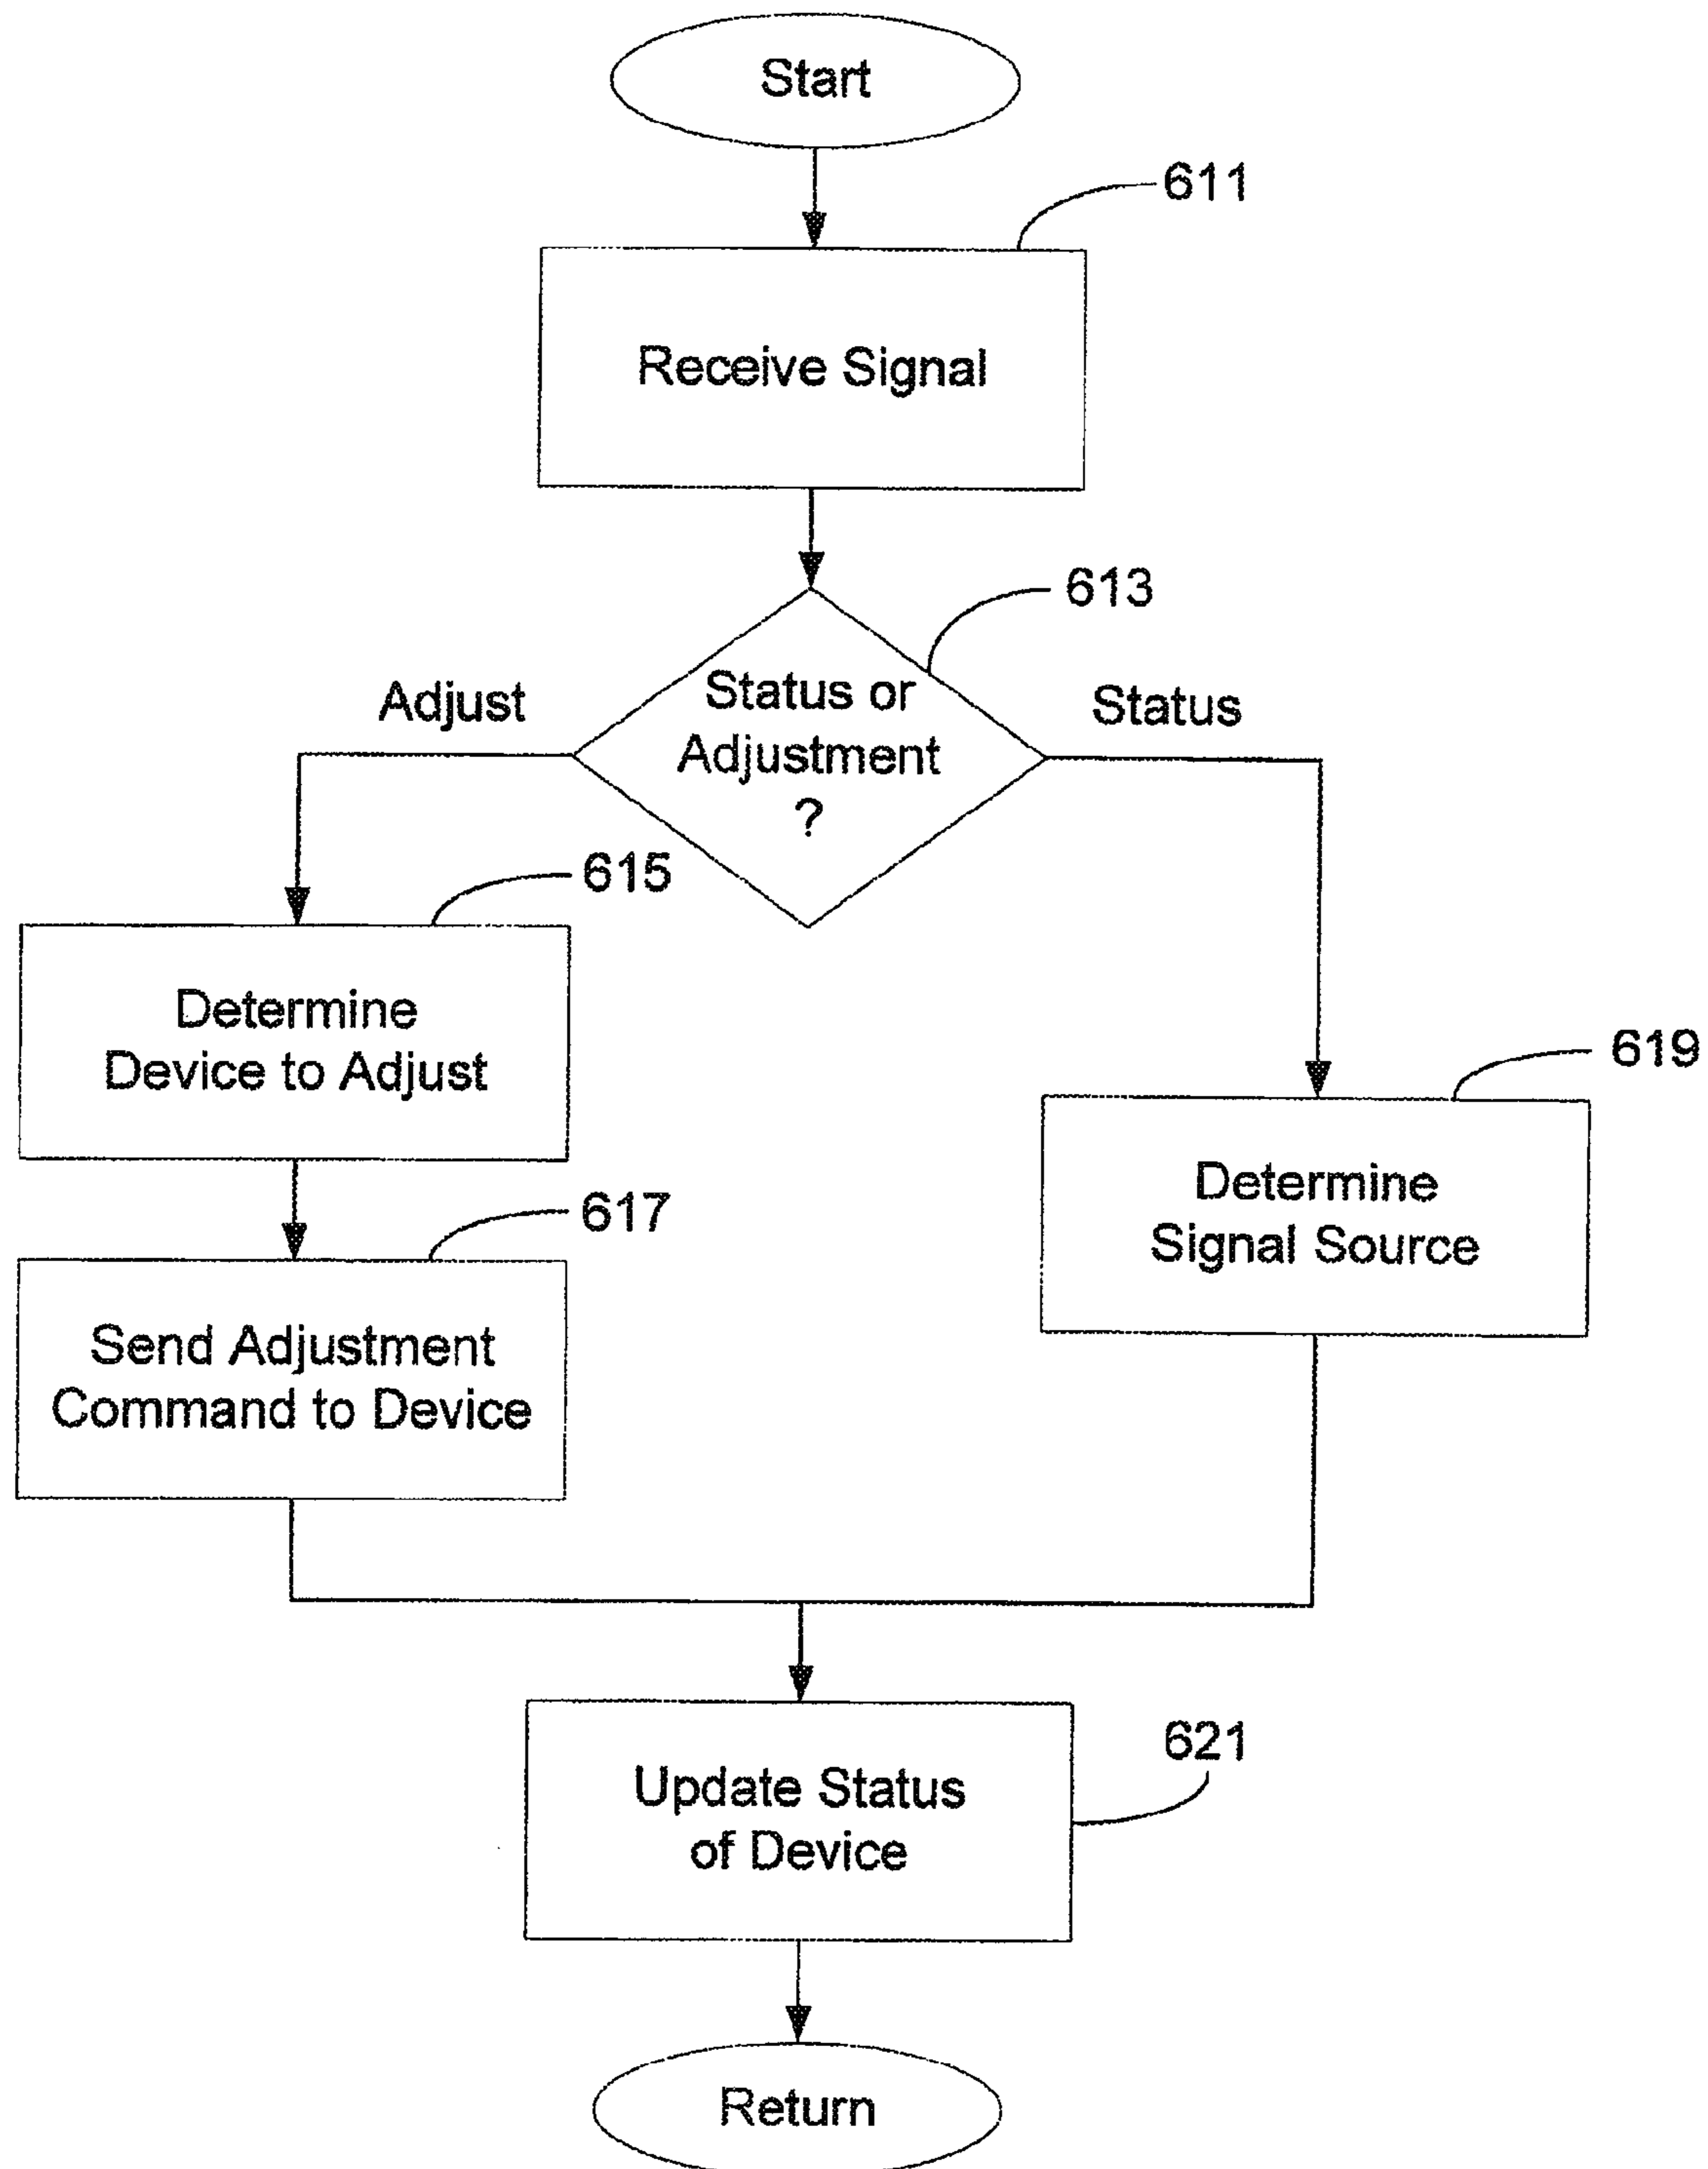 Start
611
Receive Signal
613
Status or
Adjustment
?
Adjust
Status
615
Determine
Device to Adjust
619
Determine
Signal Source
617
Send Adjustment
Command to Device
621
Update Status
of Device
Return